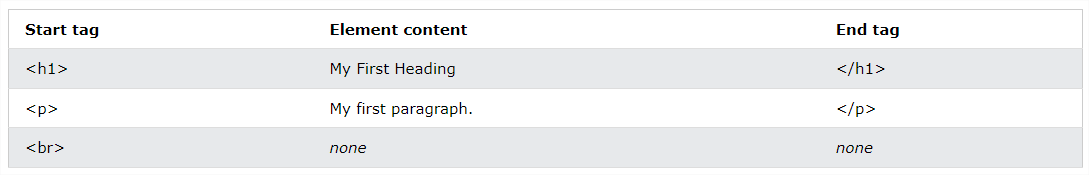 Start tag Element content End tag
<h1> My First Heading </h1>
<p> My first paragraph. </p>
<br> none none